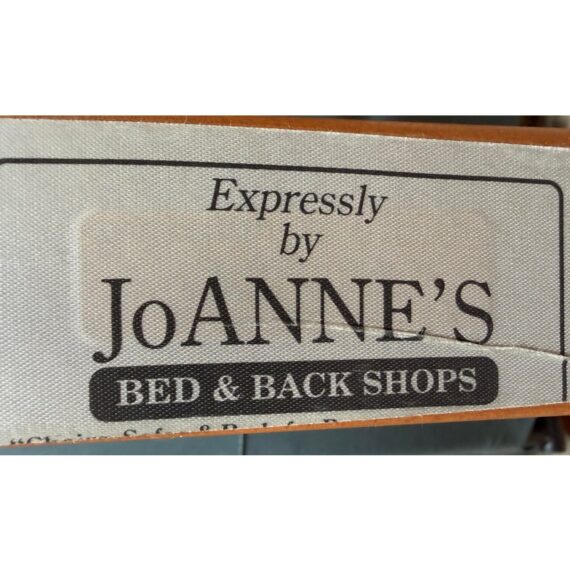 Expressly
by
JoANNE'S
BED & BACK SHOPS